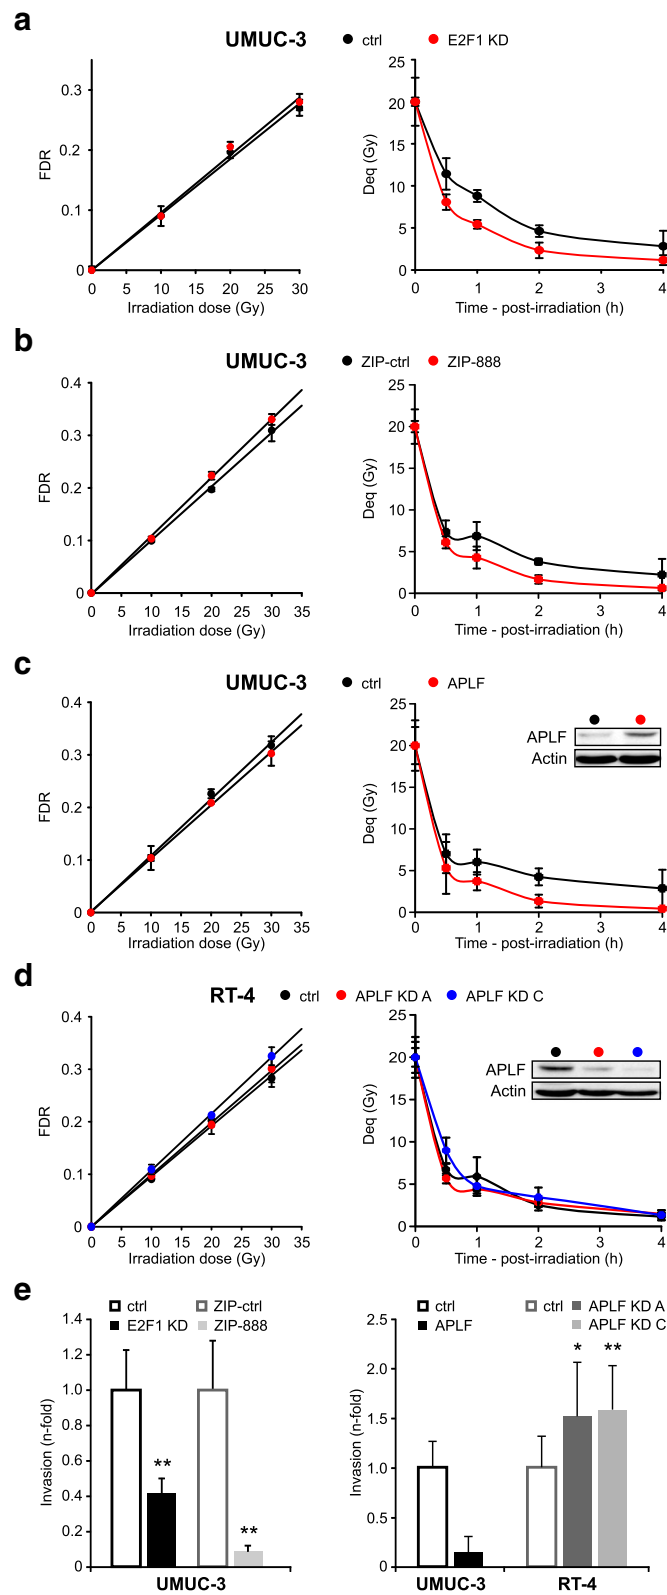 a
UMUC-3 ctrl E2F1 KD
FDR
0.3
0.2
0.1
0
0 5 10 15 20 25 30
Irradiation dose (Gy)
Deq (Gy)
25
20
15
10
5
0
0 1 2 3 4
Time - post-irradiation (h)
b
UMUC-3 ZIP-ctrl ZIP-888
FDR
0.4
0.3
0.2
0.1
0
0 5 10 15 20 25 30 35
Irradiation dose (Gy)
Deq (Gy)
25
20
15
10
5
0
0 1 2 3 4
Time - post-irradiation (h)
c
UMUC-3 ctrl APLF
FDR
0.4
0.3
0.2
0.1
0
0 5 10 15 20 25 30 35
Irradiation dose (Gy)
Deq (Gy)
25
20
15
10
5
0
APLF
Actin
0 1 2 3 4
Time - post-irradiation (h)
d
RT-4 ctrl APLF KD A APLF KD C
FDR
0.4
0.3
0.2
0.1
0
0 5 10 15 20 25 30 35
Irradiation dose (Gy)
Deq (Gy)
25
20
15
10
5
0
APLF
Actin
0 1 2 3 4
Time - post-irradiation (h)
e
ctrl ZIP-ctrl
E2F1 KD ZIP-888
Invasion (n-fold)
1.4
1.2
1.0
0.8
0.6
0.4
0.2
0
**
**
UMUC-3
ctrl ctrl APLF KD A
APLF APLF KD C
Invasion (n-fold)
2.5
2.0
1.5
1.0
0.5
0
* **
UMUC-3 RT-4